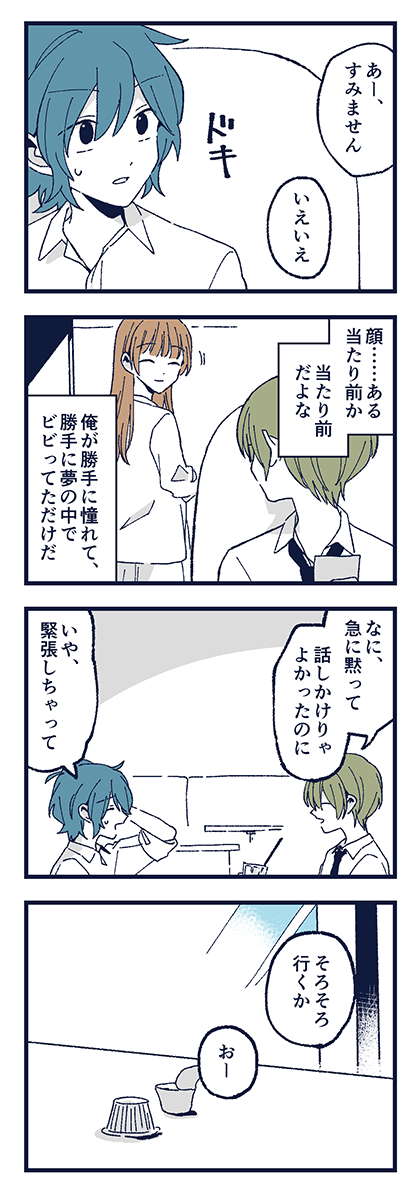 あー、
すみません
いえいえ
ドキ
顔……ある
当たり前か
当たり前
だよな
俺が勝手に憧れて、
勝手に夢の中で
ビビってただけだ
なに、
急に黙って
話しかけりゃ
よかったのに
いや、
緊張しちゃって
そろそろ
行くか
おー